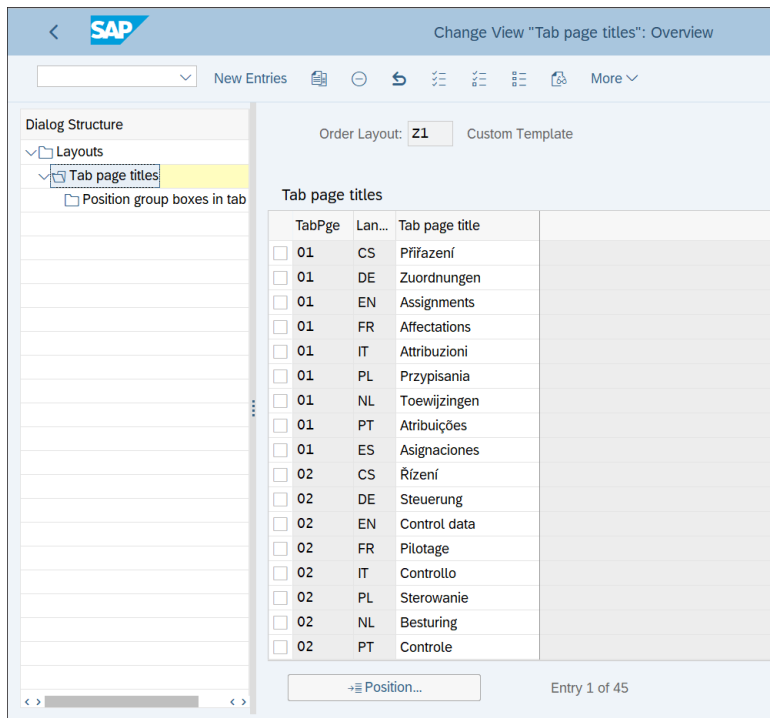 SAP
Change View "Tab page titles": Overview
New Entries
More
Dialog Structure
Layouts
Tab page titles
Position group boxes in tab
Order Layout: Z1 Custom Template
Tab page titles
TabPge Lan... Tab page title
01 CS Přiřazení
01 DE Zuordnungen
01 EN Assignments
01 FR Affectations
01 IT Attribuzioni
01 PL Przypisania
01 NL Toewijzingen
01 PT Atribuições
01 ES Asignaciones
02 CS Řízení
02 DE Steuerung
02 EN Control data
02 FR Pilotage
02 IT Controllo
02 PL Sterowanie
02 NL Besturing
02 PT Controle
Position...
Entry 1 of 45